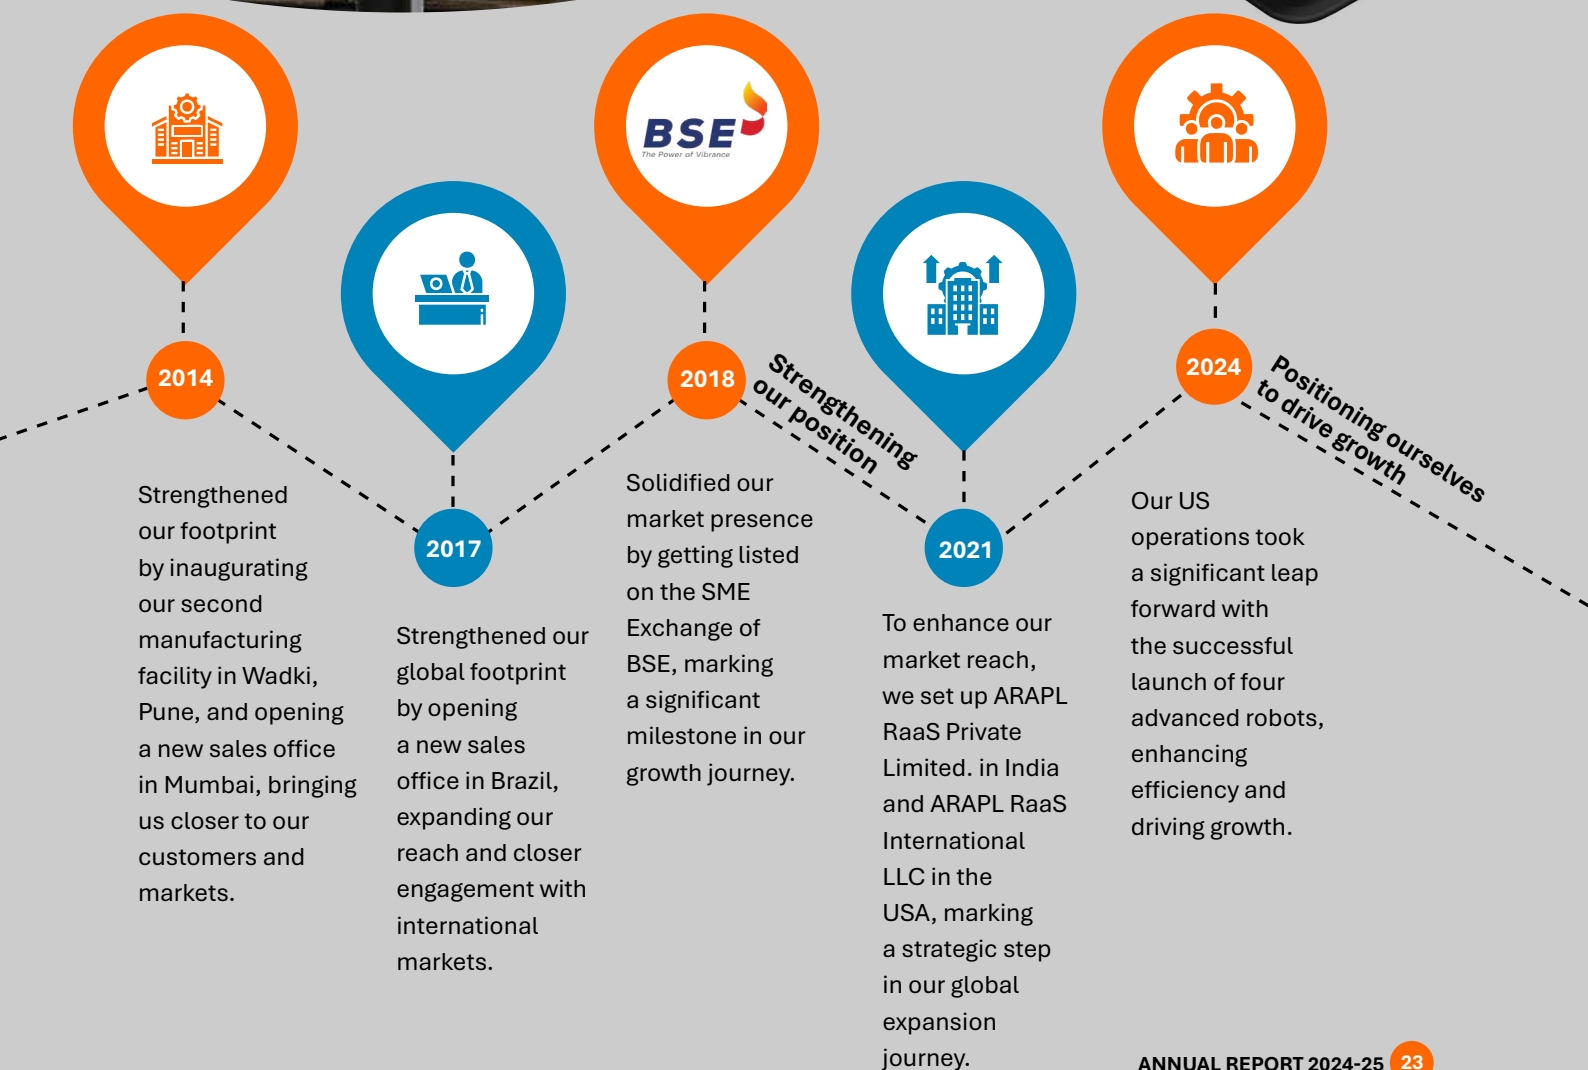 BSE
The Power of Vibrance
2014
Strengthened
our footprint
by inaugurating
our second
manufacturing
facility in Wadki,
Pune, and opening
a new sales office
in Mumbai, bringing
us closer to our
customers and
markets.
2017
Strengthened our
global footprint
by opening
a new sales
office in Brazil,
expanding our
reach and closer
engagement with
international
markets.
2018
Solidified our
market presence
by getting listed
on the SME
Exchange of
BSE, marking
a significant
milestone in our
growth journey.
Strengthening
our position
2021
To enhance our
market reach,
we set up ARAPL
RaaS Private
Limited. in India
and ARAPL RaaS
International
LLC in the
USA, marking
a strategic step
in our global
expansion
journey.
2024
Our US
operations took
a significant leap
forward with
the successful
launch of four
advanced robots,
enhancing
efficiency and
driving growth.
Positioning ourselves
to drive growth
ANNUAL REPORT 2024-25 23